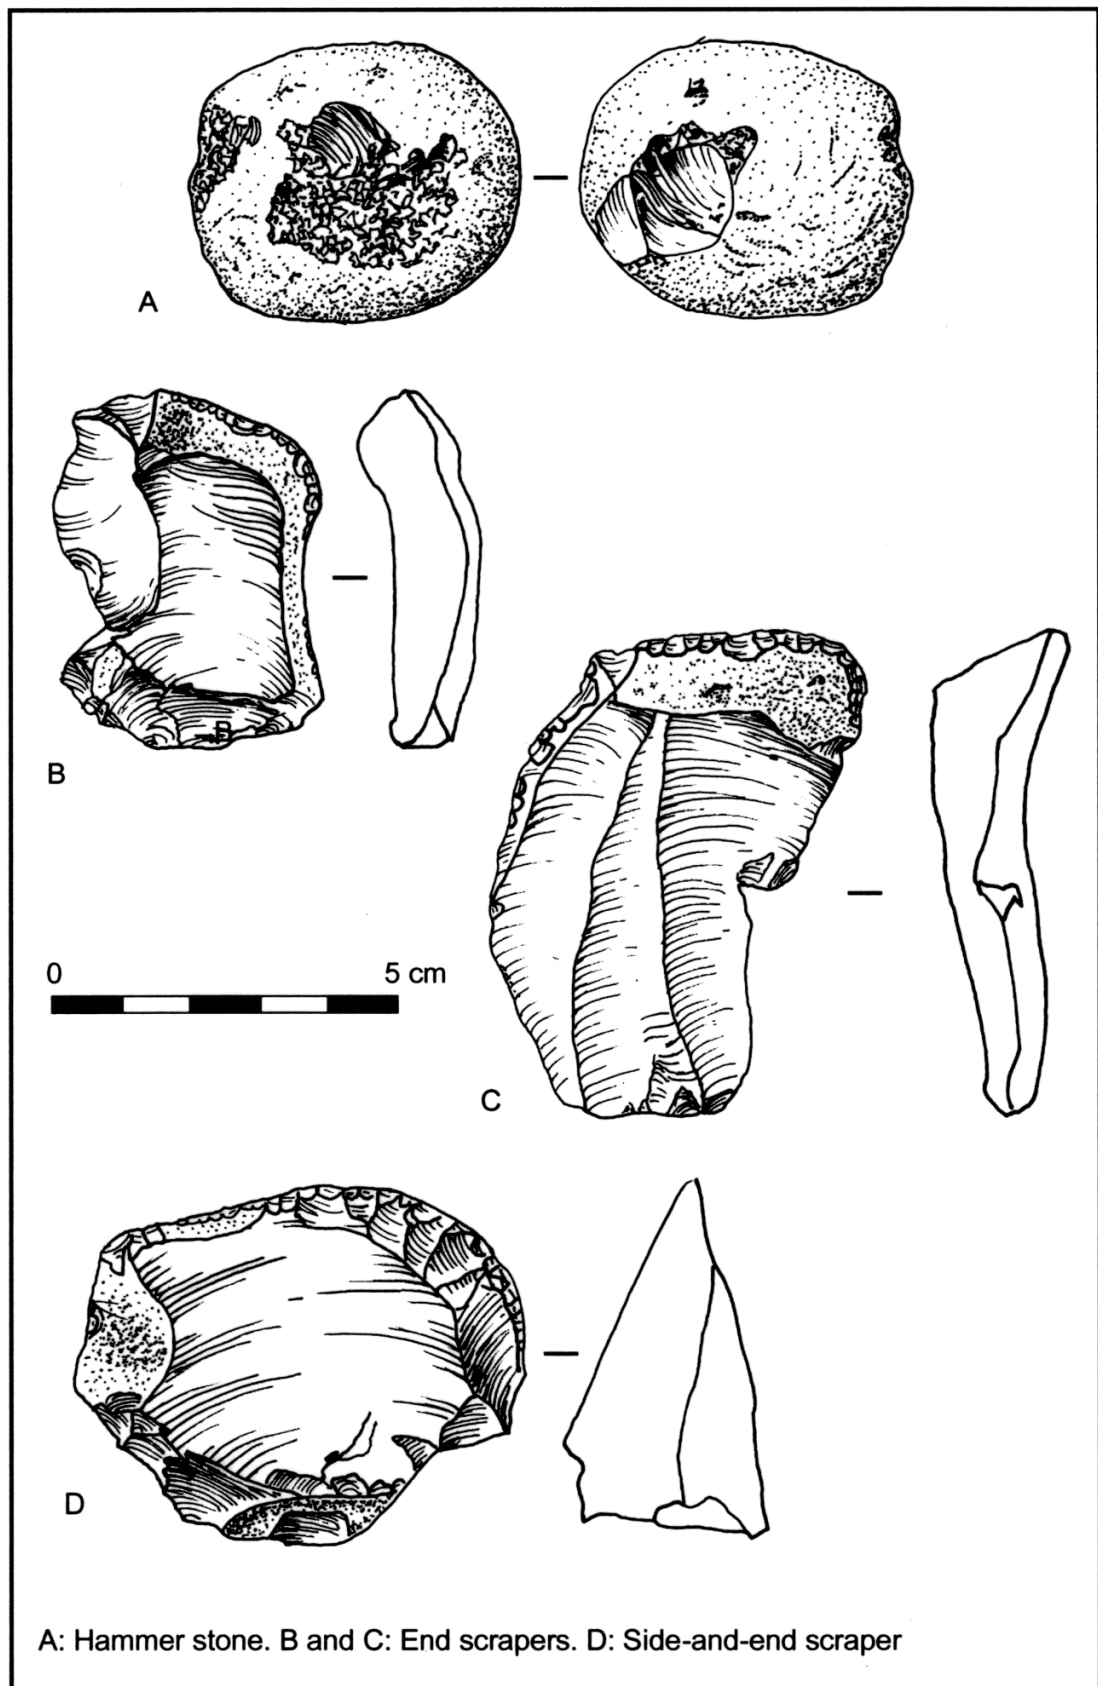 A
B
B
0 5 cm
C
D
A: Hammer stone. B and C: End scrapers. D: Side-and-end scraper